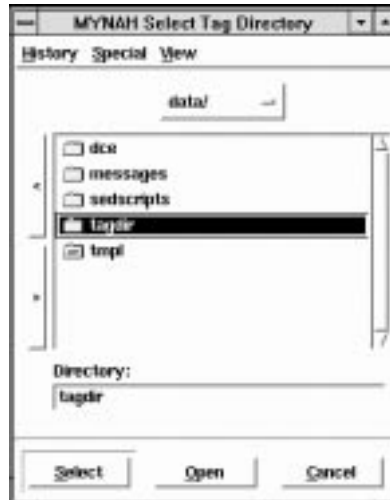 MYNAH Select Tag Directory
History Special View
data/
dce
messages
sedscripts
tagdir
tmpl
Directory:
tagdir
Select Open Cancel